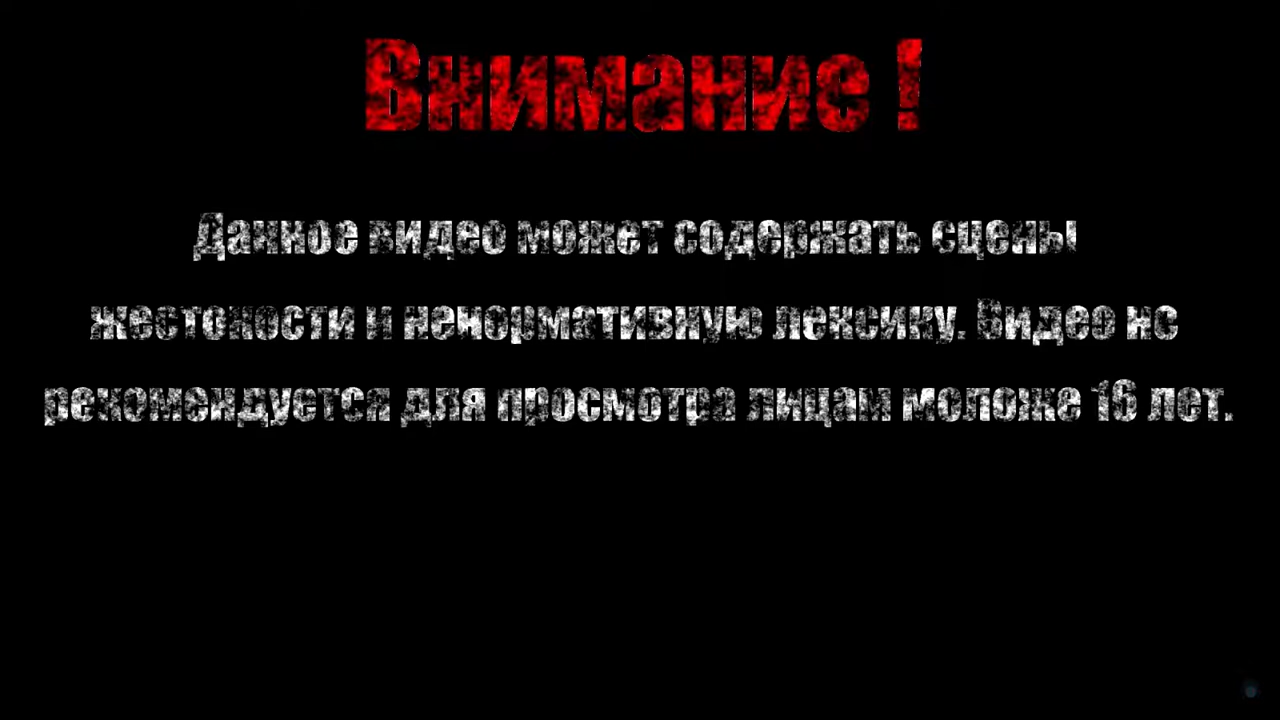 Внимание !
Данное видео может содержать сцены
жестокости и ненормативную лексику. Видео не
рекомендуется для просмотра лицам моложе 16 лет.